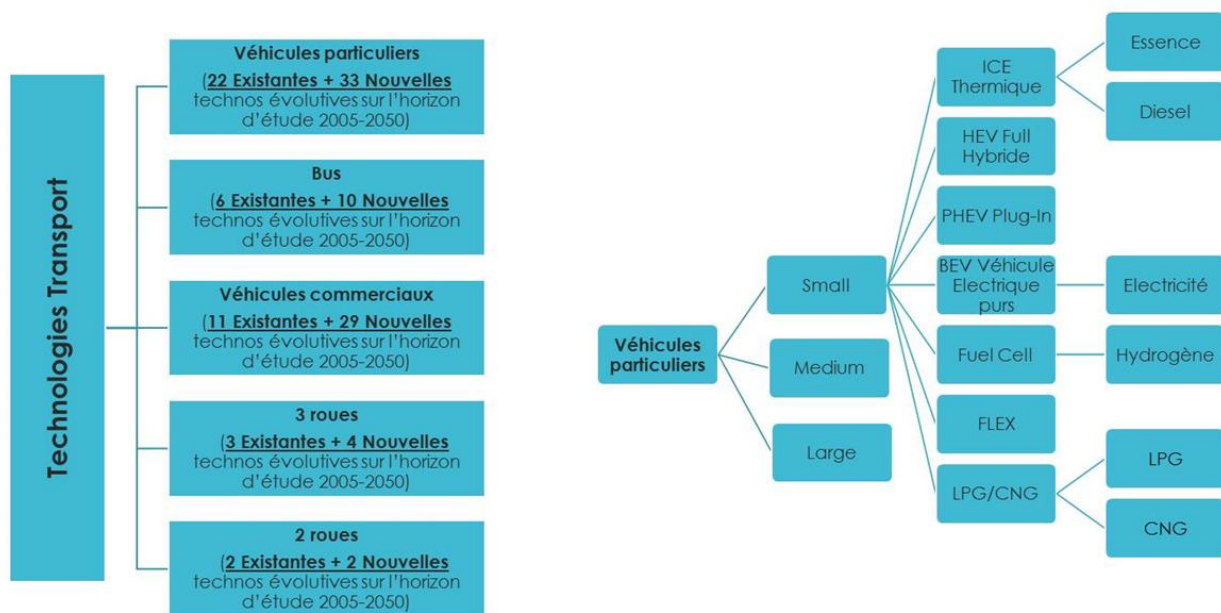 Technologies Transport
Véhicules particuliers
(22 Existantes + 33 Nouvelles
technos évolutives sur l'horizon
d'étude 2005-2050)
Bus
(6 Existantes + 10 Nouvelles
technos évolutives sur l'horizon
d'étude 2005-2050)
Véhicules commerciaux
(11 Existantes + 29 Nouvelles
technos évolutives sur l'horizon
d'étude 2005-2050)
3 roues
(3 Existantes + 4 Nouvelles
technos évolutives sur l'horizon
d'étude 2005-2050)
2 roues
(2 Existantes + 2 Nouvelles
technos évolutives sur l'horizon
d'étude 2005-2050)
Véhicules
particuliers
Small
Medium
Large
ICE
Thermique
HEV Full
Hybride
PHEV Plug-In
BEV Véhicule
Electrique
purs
Fuel Cell
FLEX
LPG/CNG
Essence
Diesel
Electricité
Hydrogène
LPG
CNG